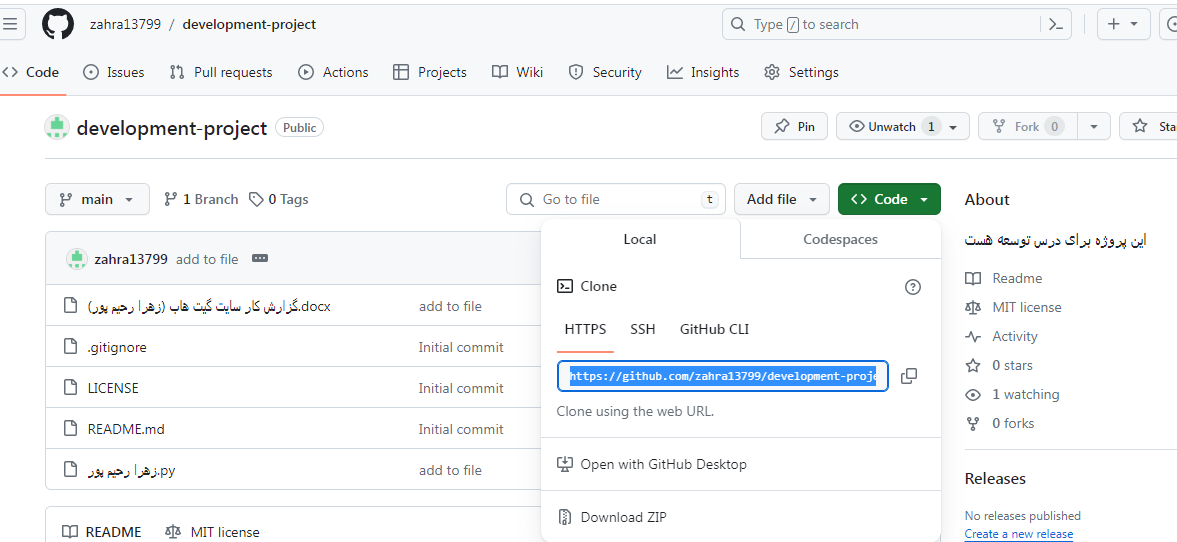 zahra13799 / development-project
Type / to search
Code Issues Pull requests Actions Projects Wiki Security Insights Settings
development-project Public
Pin Unwatch 1 Fork 0
main 1 Branch 0 Tags
Go to file t Add file Code
About
Local Codespaces
این پروژه برای درس توسعه هست
zahra13799 add to file
Clone
Readme
گزارش کار سایت گیت هاب (زهرا رحیم پور).docx add to file
MIT license
HTTPS SSH GitHub CLI
Activity
.gitignore Initial commit
0 stars
https://github.com/zahra13799/development-proje
LICENSE Initial commit
1 watching
Clone using the web URL.
0 forks
README.md Initial commit
Open with GitHub Desktop
زهرا رحیم پور.py add to file
Releases
Download ZIP
No releases published
README MIT license
Create a new release